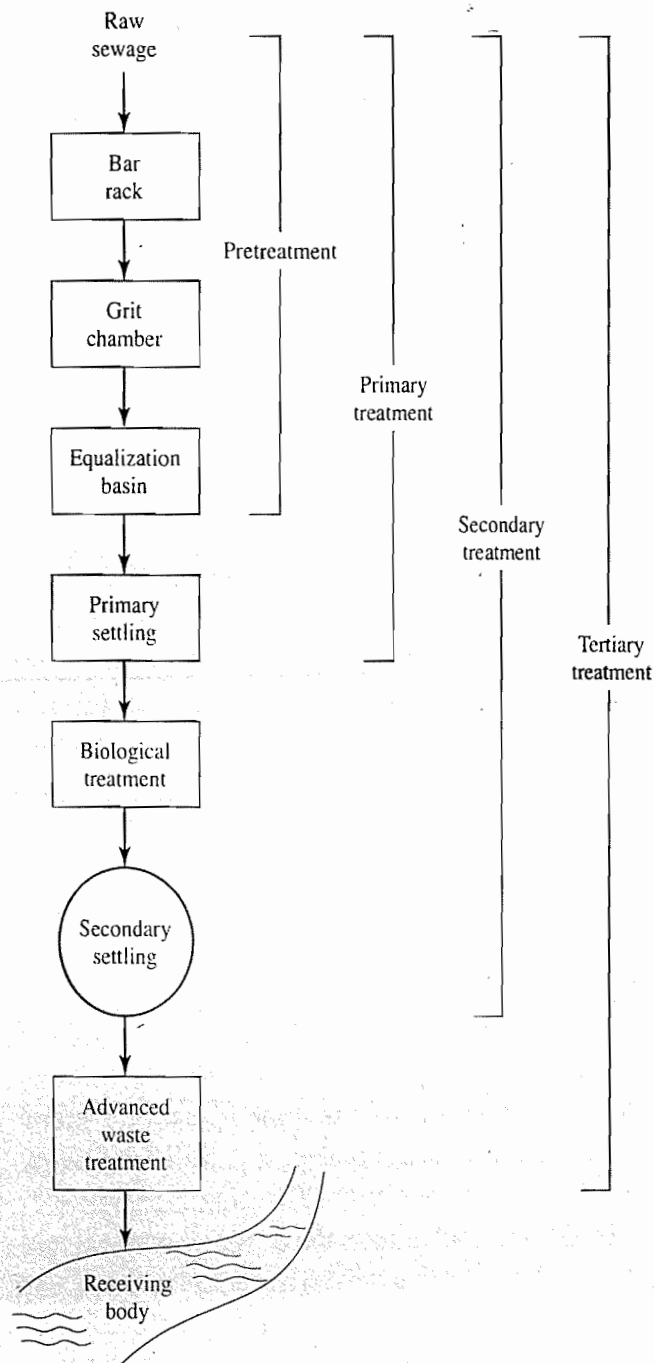 Raw
sewage
Bar
rack
Grit
chamber
Pretreatment
Primary
treatment
Equalization
basin
Secondary
treatment
Primary
settling
Tertiary
treatment
Biological
treatment
Secondary
settling
Advanced
waste
treatment
Receiving
body